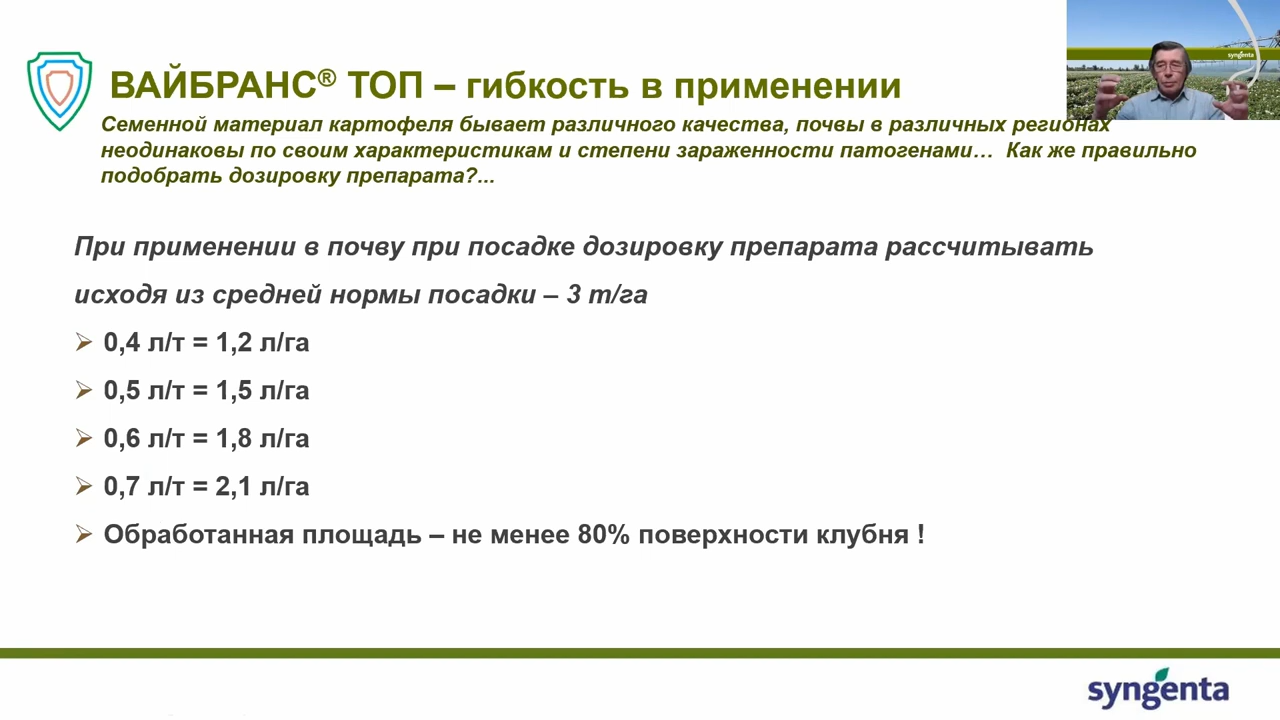 syngenta
ВАЙБРАНС® ТОП – гибкость в применении
Семенной материал картофеля бывает различного качества, почвы в различных регионах
неодинаковы по своим характеристикам и степени зараженности патогенами… Как же правильно
подобрать дозировку препарата?...
При применении в почву при посадке дозировку препарата рассчитывать
исходя из средней нормы посадки – 3 т/га
0,4 л/т = 1,2 л/га
0,5 л/т = 1,5 л/га
0,6 л/т = 1,8 л/га
0,7 л/т = 2,1 л/га
Обработанная площадь – не менее 80% поверхности клубня !
syngenta